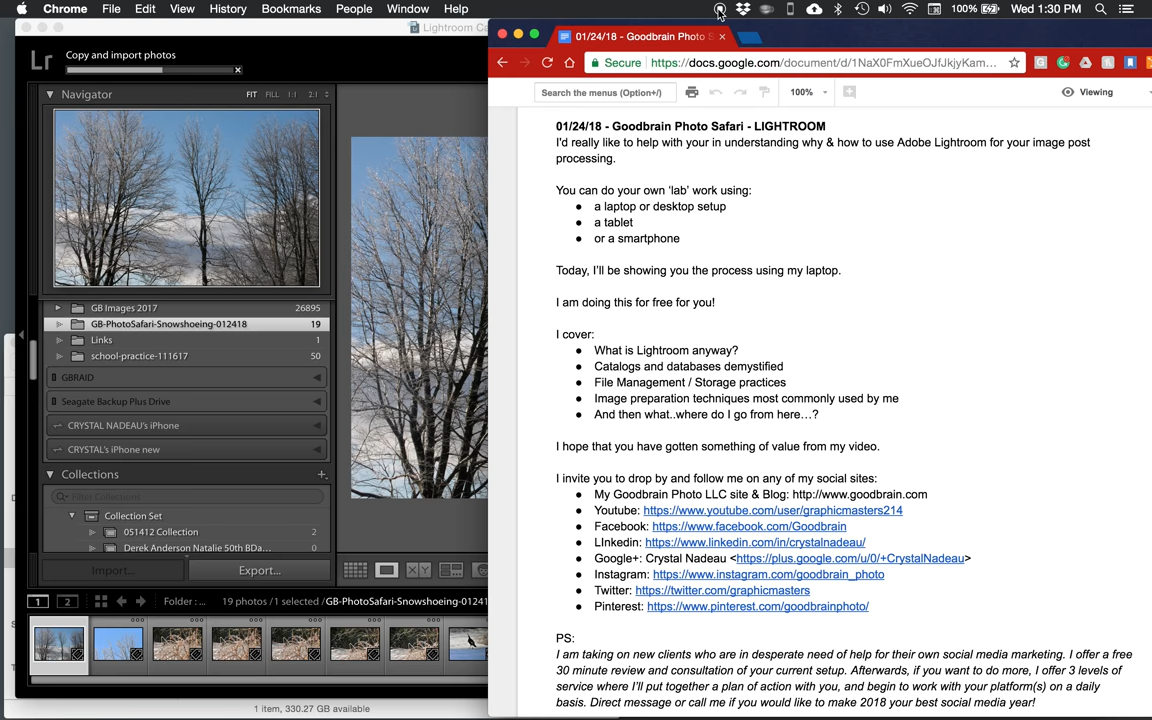 Chrome File Edit View History Bookmarks People Window Help 100% Wed 1:30 PM
Lightroom Ca
Lr Copy and import photos
Navigator FIT FILL 1:1 2:1
GB Images 2017 26895
GB-PhotoSafari-Snowshoeing-012418 19
Links 1
school-practice-111617 50
GBRAID
Seagate Backup Plus Drive
CRYSTAL NADEAU's iPhone
CRYSTAL's iPhone new
Collections
Filter Collections
Collection Set
051412 Collection 2
Derek Anderson Natalie 50th BDa... 0
Import... Export...
X Y
1 2 Folder : ... 19 photos / 1 selected / GB-PhotoSafari-Snowshoeing-01241
1 item, 330.27 GB available
01/24/18 - Goodbrain Photo S
Secure https://docs.google.com/document/d/1NaX0FmXueOJfJkjyKam...
Search the menus (Option+/) 100% Viewing
01/24/18 - Goodbrain Photo Safari - LIGHTROOM
I'd really like to help with your in understanding why & how to use Adobe Lightroom for your image post
processing.
You can do your own 'lab' work using:
● a laptop or desktop setup
● a tablet
● or a smartphone
Today, I'll be showing you the process using my laptop.
I am doing this for free for you!
I cover:
● What is Lightroom anyway?
● Catalogs and databases demystified
● File Management / Storage practices
● Image preparation techniques most commonly used by me
● And then what..where do I go from here...?
I hope that you have gotten something of value from my video.
I invite you to drop by and follow me on any of my social sites:
● My Goodbrain Photo LLC site & Blog: http://www.goodbrain.com
● Youtube: https://www.youtube.com/user/graphicmasters214
● Facebook: https://www.facebook.com/Goodbrain
● LInkedin: https://www.linkedin.com/in/crystalnadeau/
● Google+: Crystal Nadeau <https://plus.google.com/u/0/+CrystalNadeau>
● Instagram: https://www.instagram.com/goodbrain_photo
● Twitter: https://twitter.com/graphicmasters
● Pinterest: https://www.pinterest.com/goodbrainphoto/
PS:
I am taking on new clients who are in desperate need of help for their own social media marketing. I offer a free
30 minute review and consultation of your current setup. Afterwards, if you want to do more, I offer 3 levels of
service where I'll put together a plan of action with you, and begin to work with your platform(s) on a daily
basis. Direct message or call me if you would like to make 2018 your best social media year!